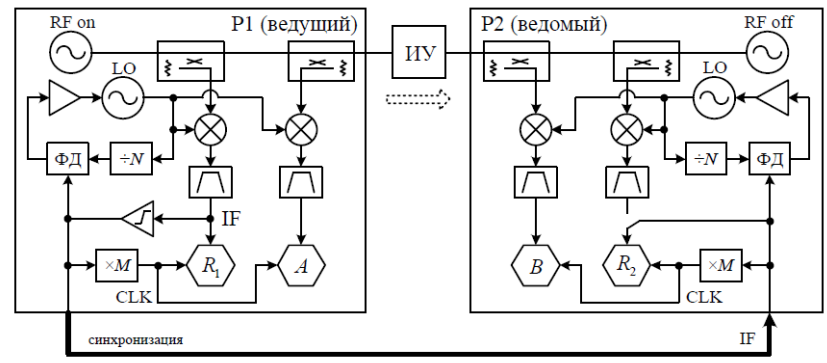 RF on
P1 (ведущий)
ИУ
P2 (ведомый)
RF off
LO
LO
ФД
÷N
÷N
ФД
IF
×M
R1
A
B
R2
×M
CLK
CLK
синхронизация
IF